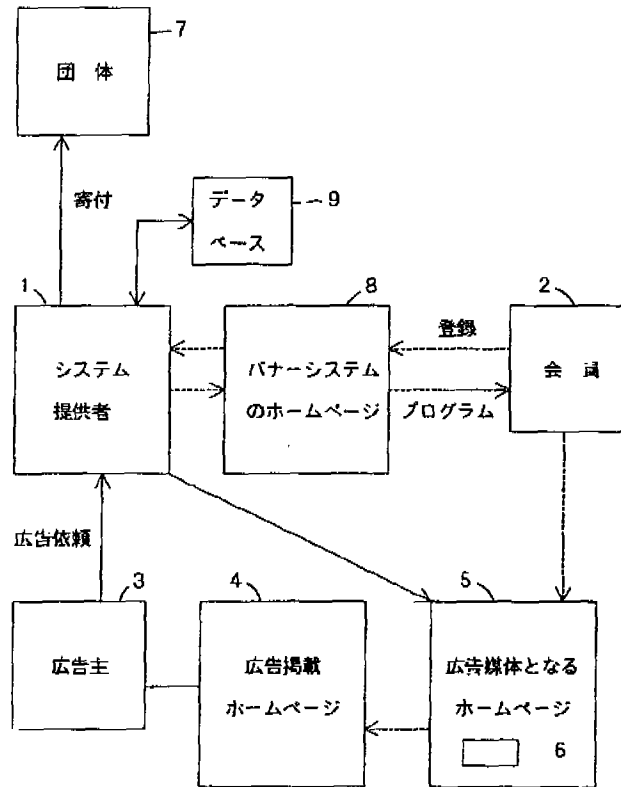 7
団 体
寄付
データ
ベース
9
1
8
2
システム
提供者
バナーシステム
のホームページ
登録
プログラム
会 員
広告依頼
3
4
5
広告主
広告掲載
ホームページ
広告媒体となる
ホームページ
6